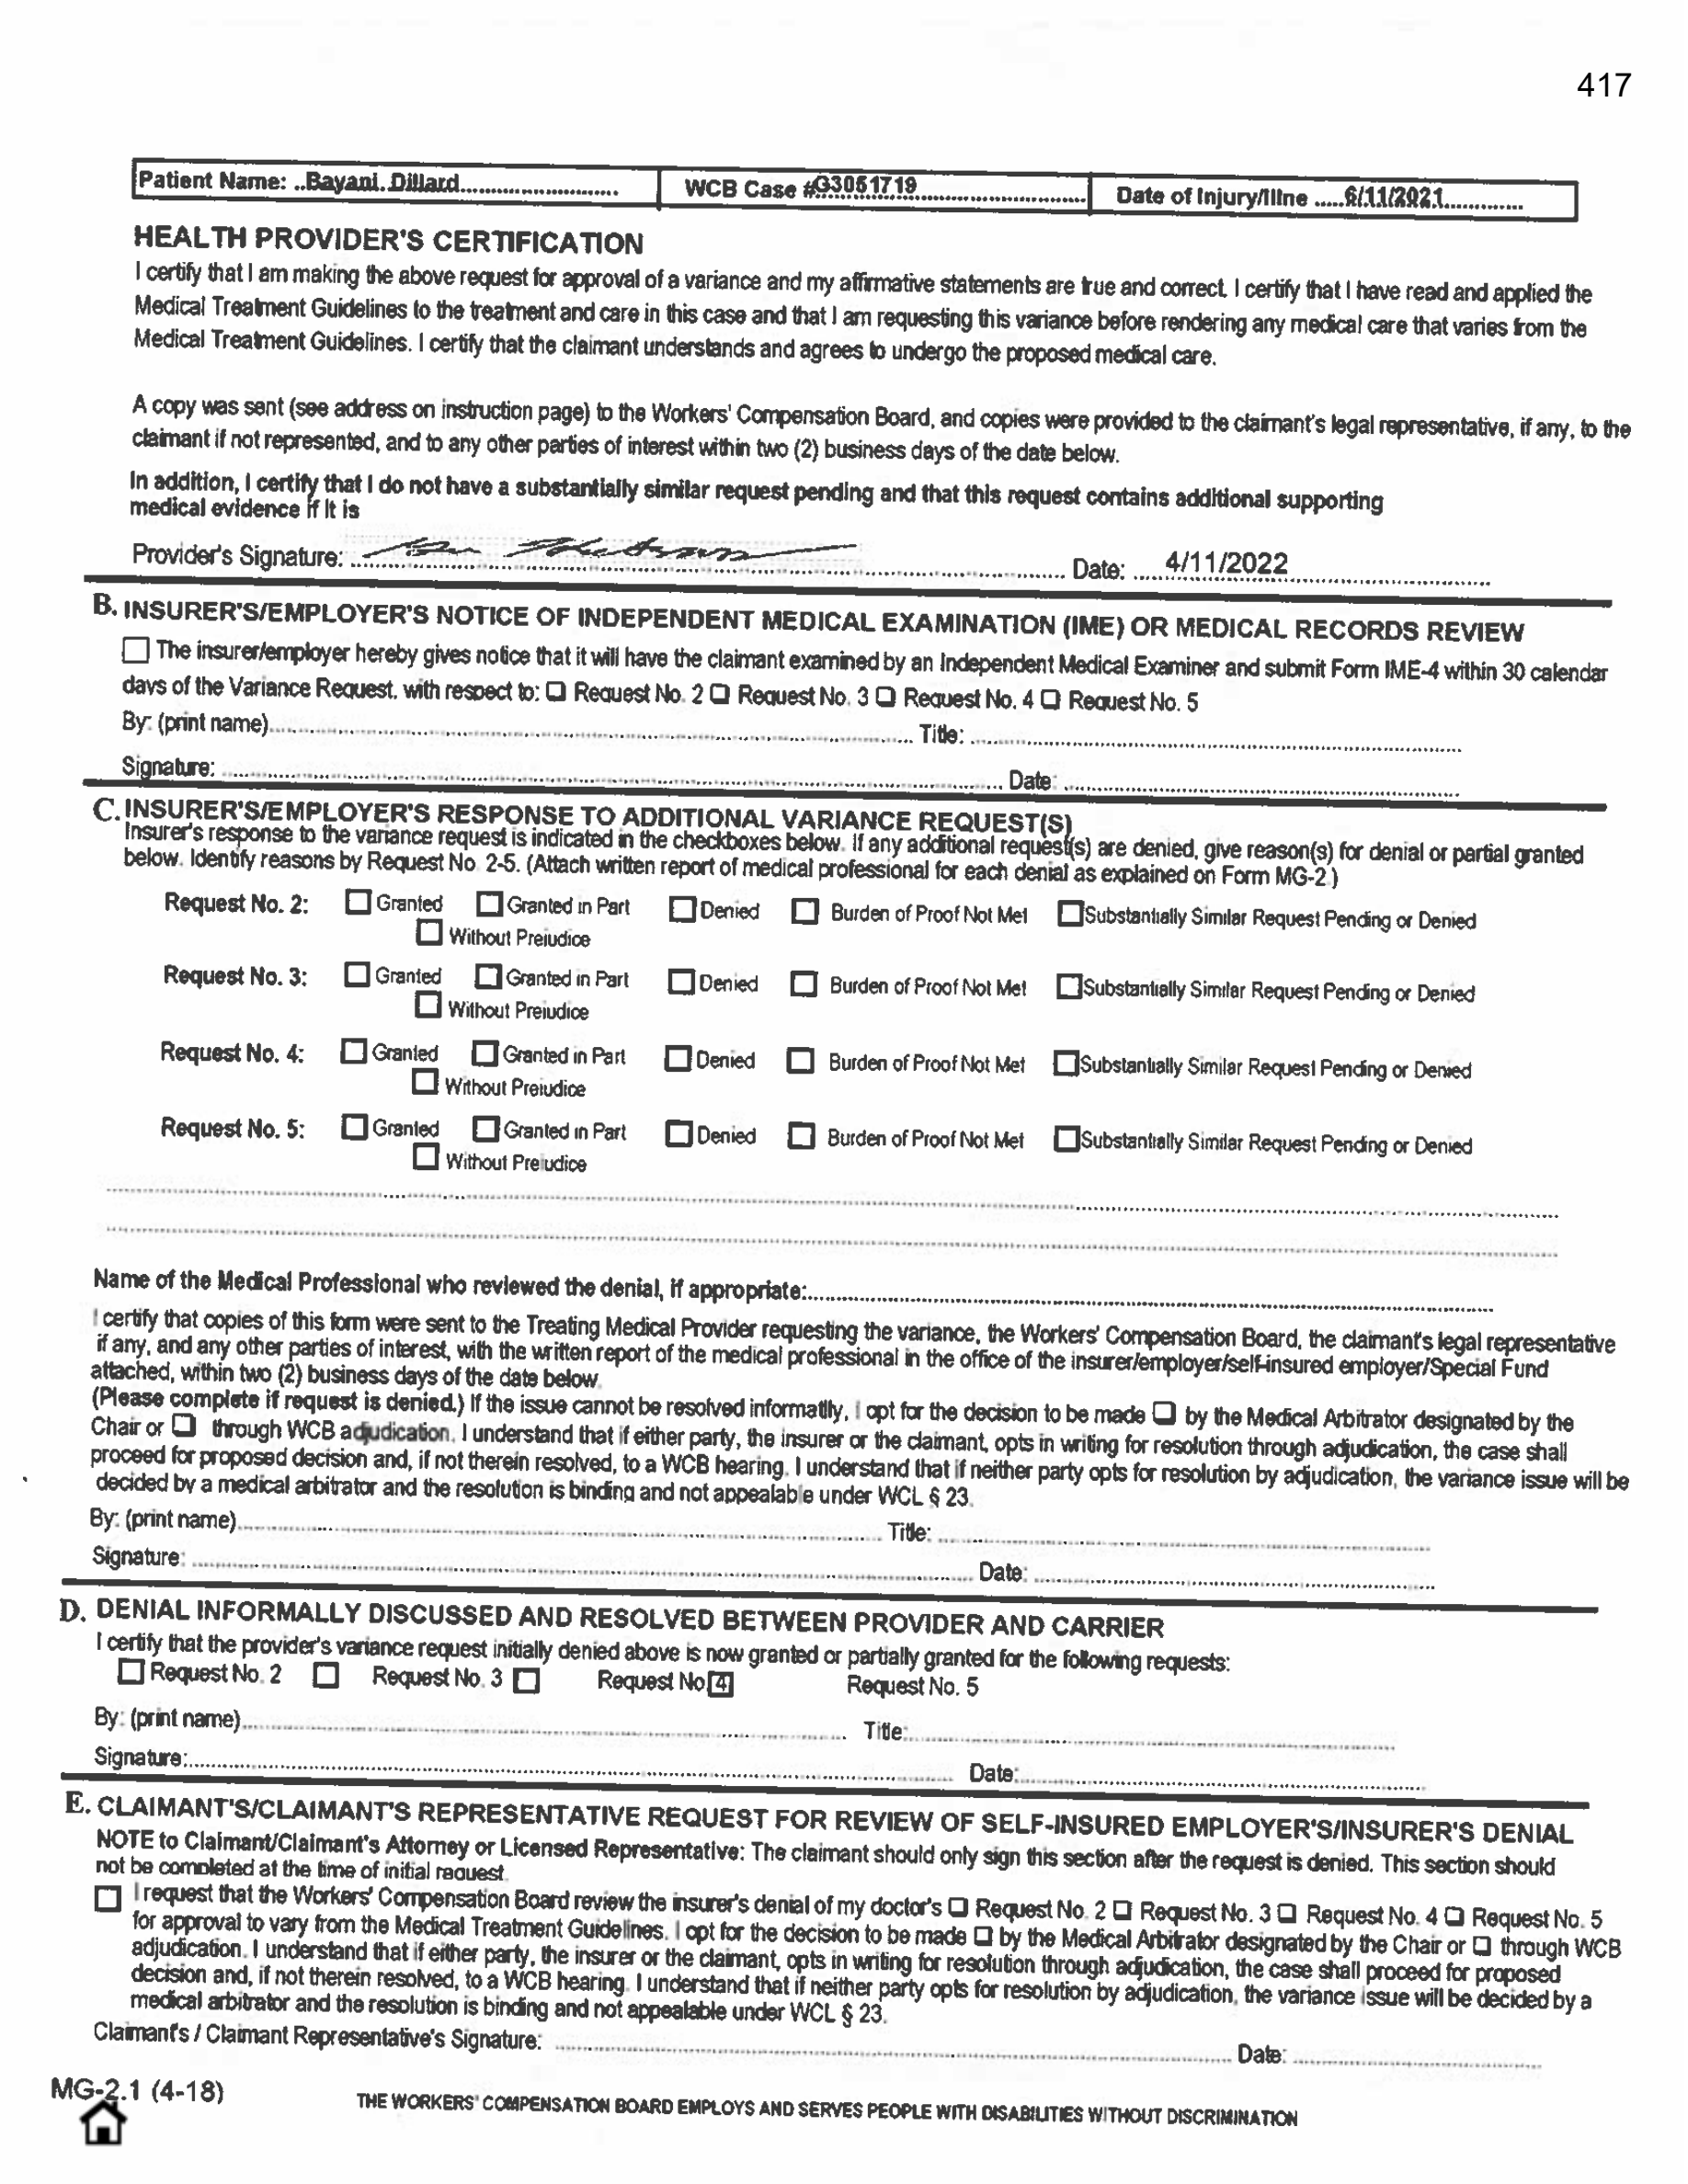 417
Patient Name: ..Bayani Dillard.......................... WCB Case #G3051719.......................... Date of Injury/Illne .....6/11/2021.............
HEALTH PROVIDER'S CERTIFICATION
I certify that I am making the above request for approval of a variance and my affirmative statements are true and correct. I certify that I have read and applied the
Medical Treatment Guidelines to the treatment and care in this case and that I am requesting this variance before rendering any medical care that varies from the
Medical Treatment Guidelines. I certify that the claimant understands and agrees to undergo the proposed medical care.
A copy was sent (see address on instruction page) to the Workers' Compensation Board, and copies were provided to the claimant's legal representative, if any, to the
claimant if not represented, and to any other parties of interest within two (2) business days of the date below.
In addition, I certify that I do not have a substantially similar request pending and that this request contains additional supporting
medical evidence if it is
Provider's Signature: Date: 4/11/2022
B. INSURER'S/EMPLOYER'S NOTICE OF INDEPENDENT MEDICAL EXAMINATION (IME) OR MEDICAL RECORDS REVIEW
☐ The insurer/employer hereby gives notice that it will have the claimant examined by an Independent Medical Examiner and submit Form IME-4 within 30 calendar
days of the Variance Request, with respect to: ☐ Request No. 2 ☐ Request No. 3 ☐ Request No. 4 ☐ Request No. 5
By: (print name) Title:
Signature: Date:
C. INSURER'S/EMPLOYER'S RESPONSE TO ADDITIONAL VARIANCE REQUEST(S)
Insurer's response to the variance request is indicated in the checkboxes below. If any additional request(s) are denied, give reason(s) for denial or partial granted
below. Identify reasons by Request No. 2-5. (Attach written report of medical professional for each denial as explained on Form MG-2.)
Request No. 2: ☐ Granted ☐ Granted in Part ☐ Denied ☐ Burden of Proof Not Met ☐ Substantially Similar Request Pending or Denied
☐ Without Prejudice
Request No. 3: ☐ Granted ☐ Granted in Part ☐ Denied ☐ Burden of Proof Not Met ☐ Substantially Similar Request Pending or Denied
☐ Without Prejudice
Request No. 4: ☐ Granted ☐ Granted in Part ☐ Denied ☐ Burden of Proof Not Met ☐ Substantially Similar Request Pending or Denied
☐ Without Prejudice
Request No. 5: ☐ Granted ☐ Granted in Part ☐ Denied ☐ Burden of Proof Not Met ☐ Substantially Similar Request Pending or Denied
☐ Without Prejudice
Name of the Medical Professional who reviewed the denial, if appropriate:
I certify that copies of this form were sent to the Treating Medical Provider requesting the variance, the Workers' Compensation Board, the claimant's legal representative
if any, and any other parties of interest, with the written report of the medical professional in the office of the insurer/employer/self-insured employer/Special Fund
attached, within two (2) business days of the date below.
(Please complete if request is denied.) If the issue cannot be resolved informatlly, I opt for the decision to be made ☐ by the Medical Arbitrator designated by the
Chair or ☐ through WCB adjudication. I understand that if either party, the insurer or the claimant, opts in writing for resolution through adjudication, the case shall
proceed for proposed decision and, if not therein resolved, to a WCB hearing. I understand that if neither party opts for resolution by adjudication, the variance issue will be
decided by a medical arbitrator and the resolution is binding and not appealable under WCL § 23.
By: (print name) Title:
Signature: Date:
D. DENIAL INFORMALLY DISCUSSED AND RESOLVED BETWEEN PROVIDER AND CARRIER
I certify that the provider's variance request initially denied above is now granted or partially granted for the following requests:
☐ Request No. 2 ☐ Request No. 3 ☐ Request No 4 Request No. 5
By: (print name) Title:
Signature: Date:
E. CLAIMANT'S/CLAIMANT'S REPRESENTATIVE REQUEST FOR REVIEW OF SELF-INSURED EMPLOYER'S/INSURER'S DENIAL
NOTE to Claimant/Claimant's Attorney or Licensed Representative: The claimant should only sign this section after the request is denied. This section should
not be completed at the time of initial request.
☐ I request that the Workers' Compensation Board review the insurer's denial of my doctor's ☐ Request No. 2 ☐ Request No. 3 ☐ Request No. 4 ☐ Request No. 5
for approval to vary from the Medical Treatment Guidelines. I opt for the decision to be made ☐ by the Medical Arbitrator designated by the Chair or ☐ through WCB
adjudication. I understand that if either party, the insurer or the claimant, opts in writing for resolution through adjudication, the case shall proceed for proposed
decision and, if not therein resolved, to a WCB hearing. I understand that if neither party opts for resolution by adjudication, the variance issue will be decided by a
medical arbitrator and the resolution is binding and not appealable under WCL § 23.
Claimant's / Claimant Representative's Signature: Date:
MG-2.1 (4-18)
THE WORKERS' COMPENSATION BOARD EMPLOYS AND SERVES PEOPLE WITH DISABILITIES WITHOUT DISCRIMINATION